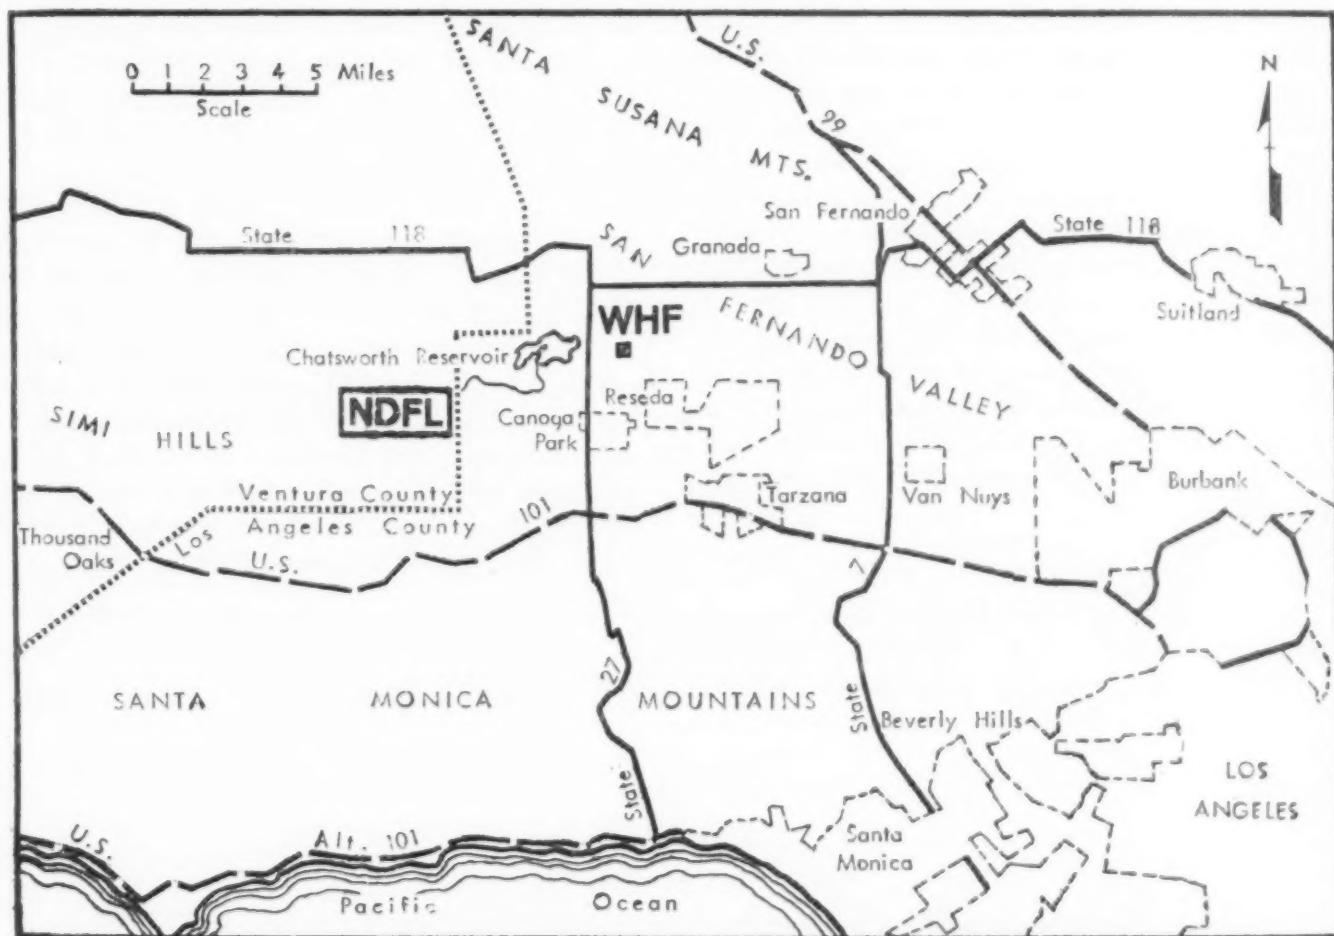 0 1 2 3 4 5 Miles
Scale
SANTA
SUSANA
MTS.
U.S.
99
N
San Fernando
State 118
State 118
SAN
Granada
Suitland
WHF
FERNANDO
VALLEY
Chatsworth Reservoir
NDFL
Reseda
Canoga
Park
SIMI
HILLS
Ventura County
Los Angeles County
Thousand
Oaks
U.S.
101
Tarzana
Van Nuys
Burbank
7
State
27
State
SANTA MONICA MOUNTAINS
Beverly Hills
LOS
ANGELES
Santa
Monica
U.S.
Alt. 101
Pacific Ocean